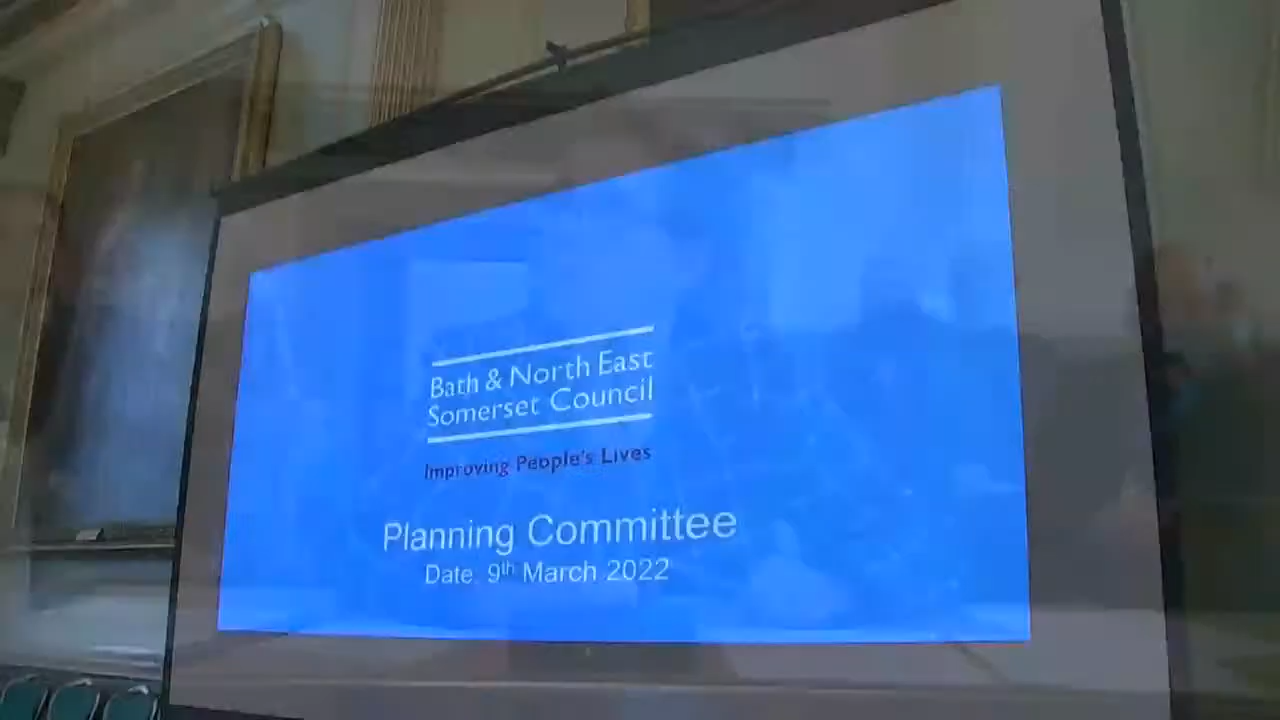 Bath & North East
Somerset Council
Improving People's Lives
Planning Committee
Date: 9th March 2022